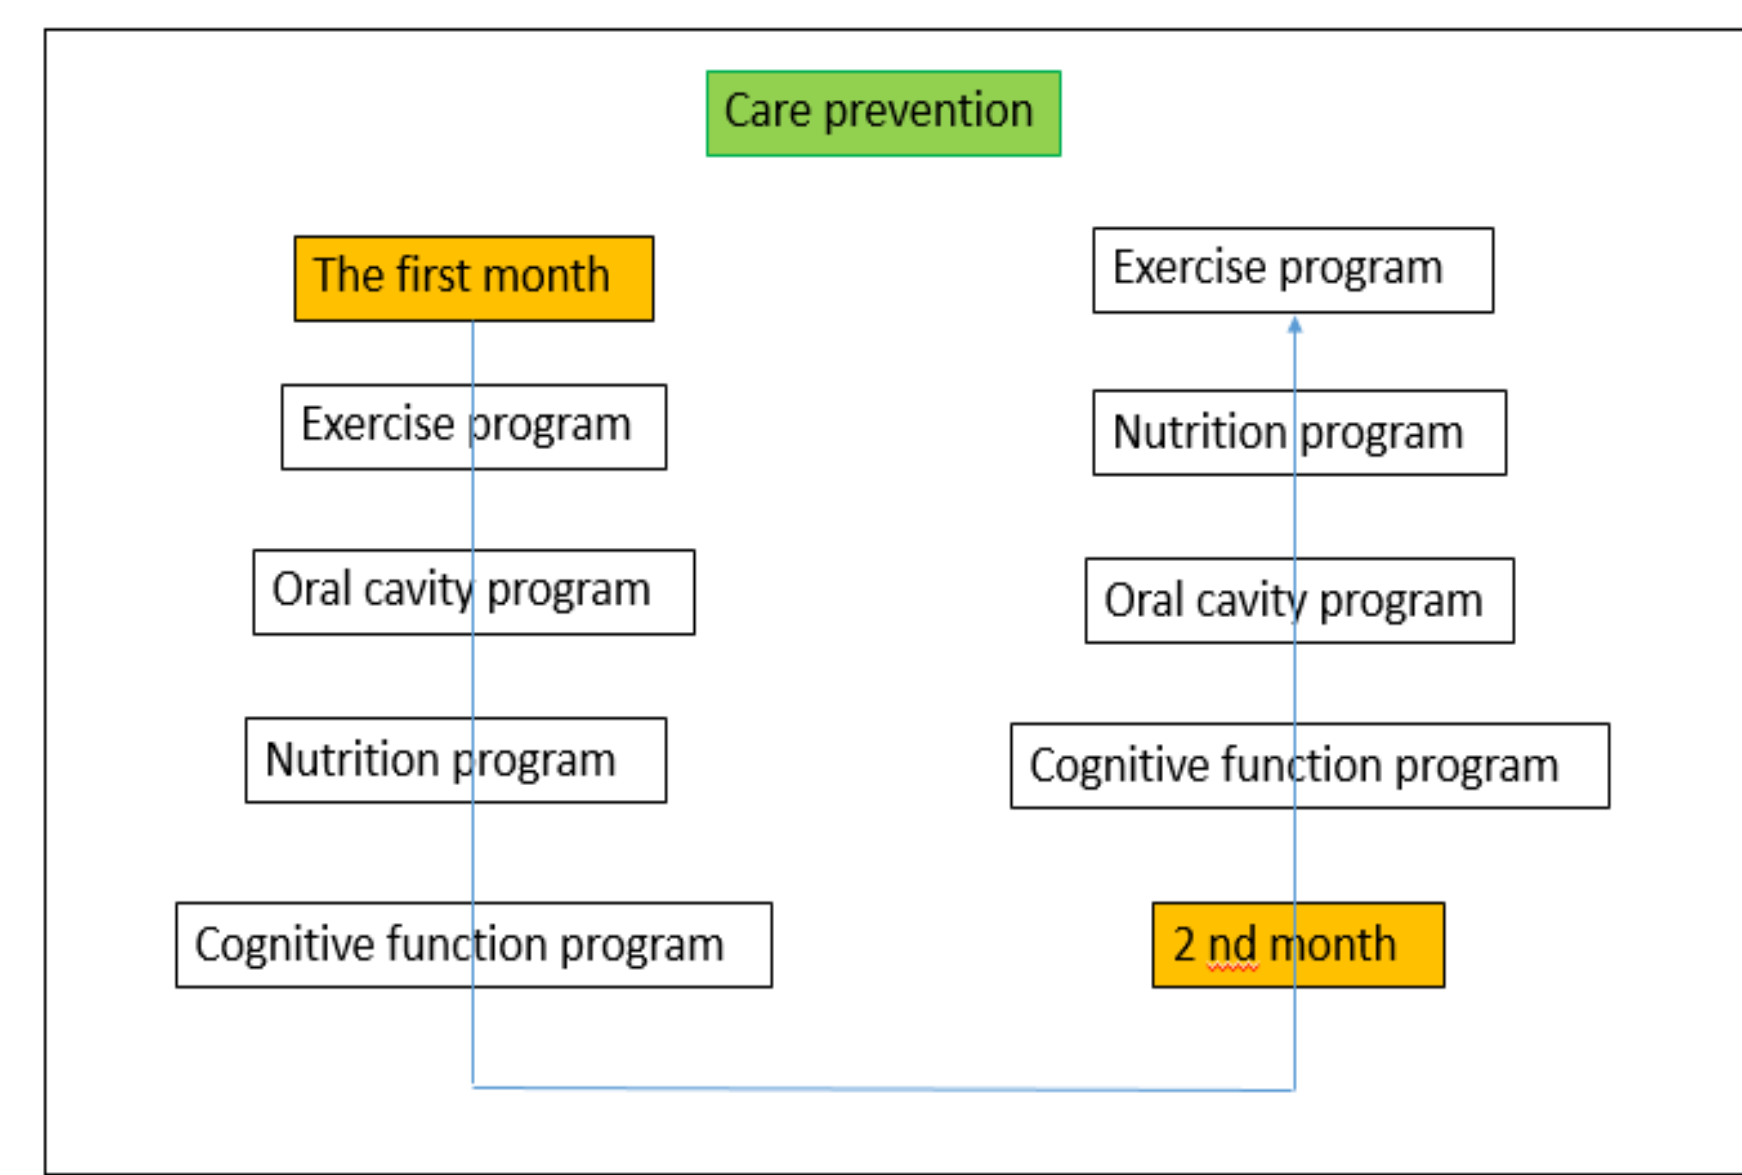 Care prevention
The first month
Exercise program
Oral cavity program
Nutrition program
Cognitive function program
Exercise program
Nutrition program
Oral cavity program
Cognitive function program
2 nd month